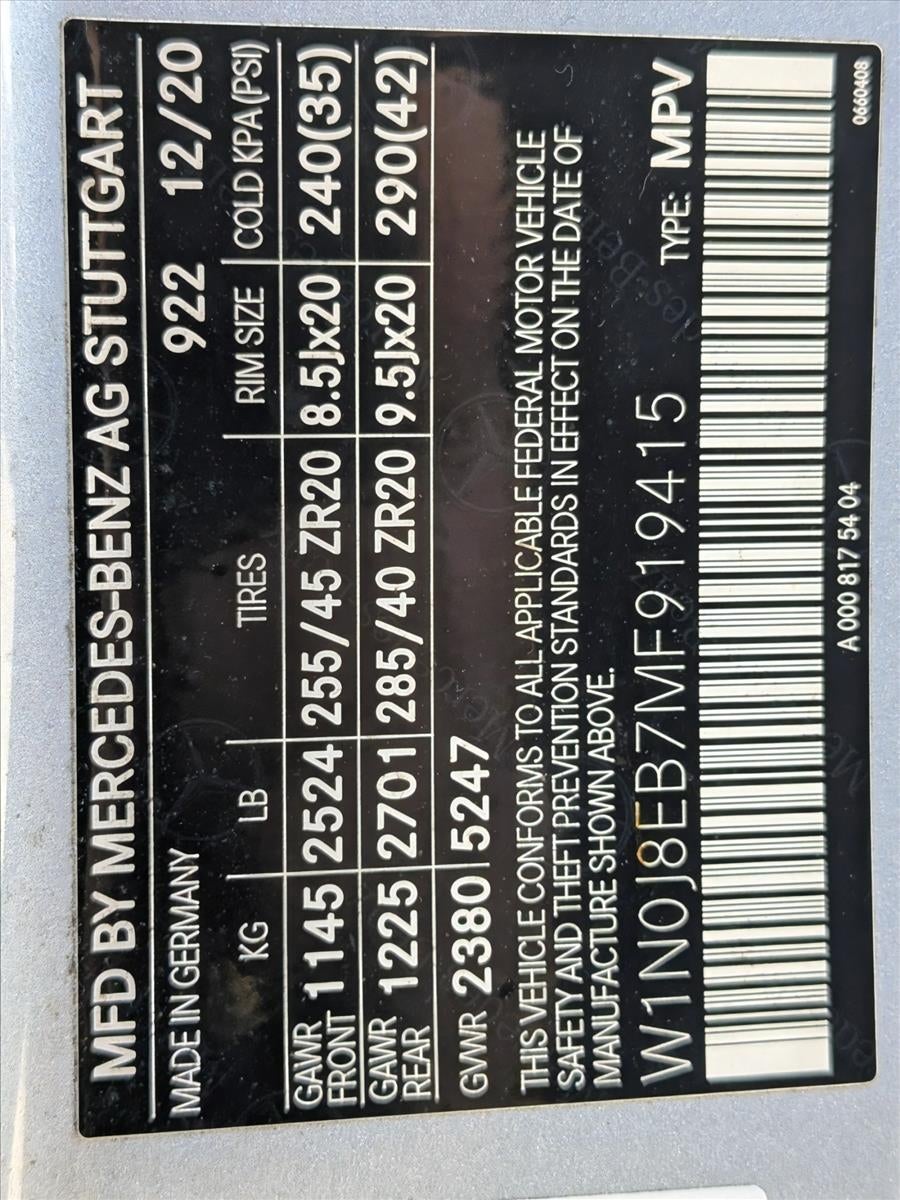 MFD BY MERCEDES-BENZ AG STUTTGART
MADE IN GERMANY 922 12/20
KG LB TIRES RIM SIZE COLD KPA(PSI)
GAWR FRONT 1145 2524 255/45 ZR20 8.5Jx20 240(35)
GAWR REAR 1225 2701 285/40 ZR20 9.5Jx20 290(42)
GVWR 2380 5247
THIS VEHICLE CONFORMS TO ALL APPLICABLE FEDERAL MOTOR VEHICLE
SAFETY AND THEFT PREVENTION STANDARDS IN EFFECT ON THE DATE OF
MANUFACTURE SHOWN ABOVE.
W1N0J8EB7MF919415 TYPE: MPV
A 000 817 54 04 0660408